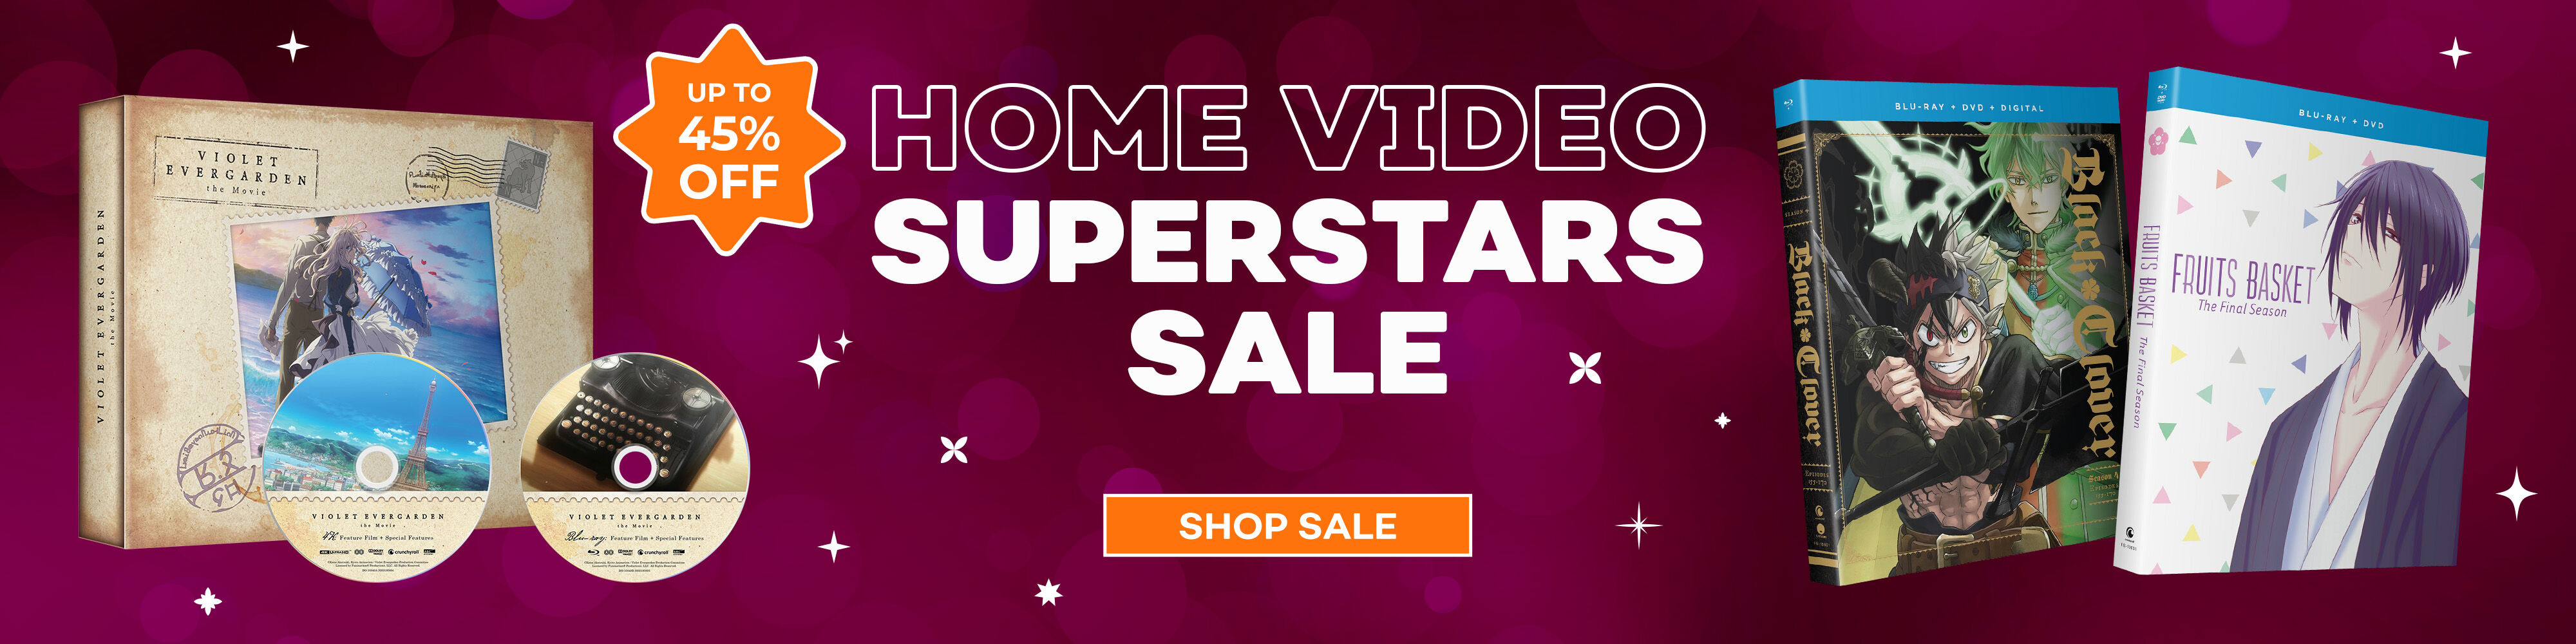 UP TO
45%
OFF
HOME VIDEO
SUPERSTARS
SALE
SHOP SALE
VIOLET
EVERGARDEN
the Movie
VIOLET EVERGARDEN
the Movie
VIOLET EVERGARDEN
the Movie
4K Feature Film + Special Features
crunchyroll
VIOLET EVERGARDEN
the Movie
Blu-ray Feature Film + Special Features
crunchyroll
BLU-RAY + DVD + DIGITAL
Black Clover
Black Clover
BLU-RAY + DVD
FRUITS BASKET
The Final Season
FRUITS BASKET The Final Season